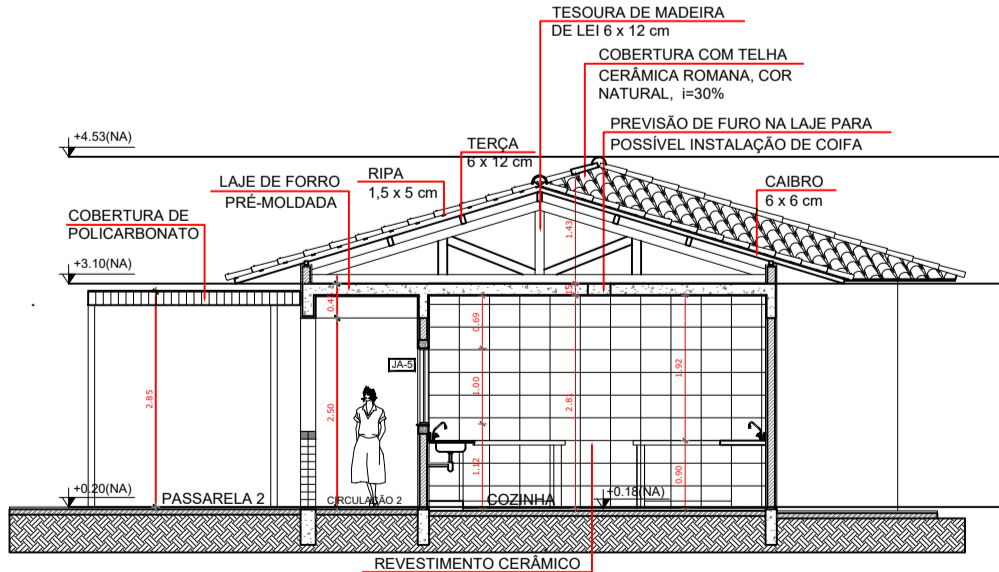 TESOURA DE MADEIRA
DE LEI 6 x 12 cm
COBERTURA COM TELHA
CERÂMICA ROMANA, COR
NATURAL, i=30%
PREVISÃO DE FURO NA LAJE PARA
POSSÍVEL INSTALAÇÃO DE COIFA
+4.53(NA)
TERÇA
6 x 12 cm
RIPA
1,5 x 5 cm
LAJE DE FORRO
PRÉ-MOLDADA
CAIBRO
6 x 6 cm
COBERTURA DE
POLICARBONATO
1.43
+3.10(NA)
.15
0.69
JA-5
1.92
2.85
2.50
1.00
1.12
0.90
+0.20(NA)
PASSARELA 2
CIRCULAÇÃO 2
COZINHA
+0.18(NA)
REVESTIMENTO CERÂMICO